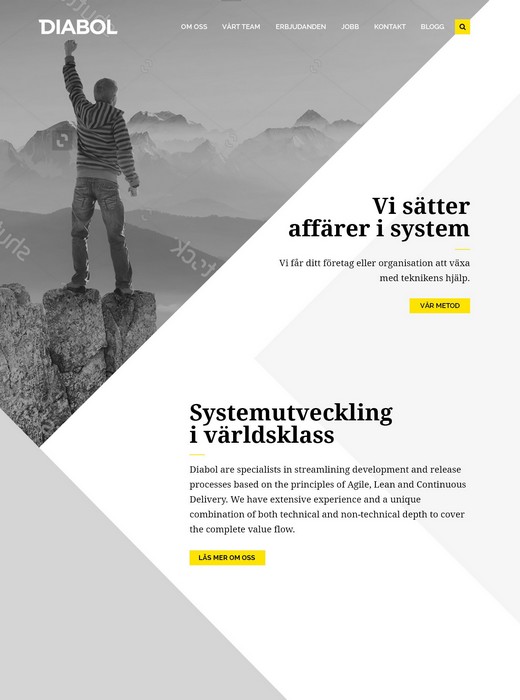 DIABOL
OM OSS VÅRT TEAM ERBJUDANDEN JOBB KONTAKT BLOGG
Vi sätter
affärer i system
Vi får ditt företag eller organisation att växa
med teknikens hjälp.
VÅR METOD
Systemutveckling
i världsklass
Diabol are specialists in streamlining development and release
processes based on the principles of Agile, Lean and Continuous
Delivery. We have extensive experience and a unique
combination of both technical and non-technical depth to cover
the complete value flow.
LÄS MER OM OSS